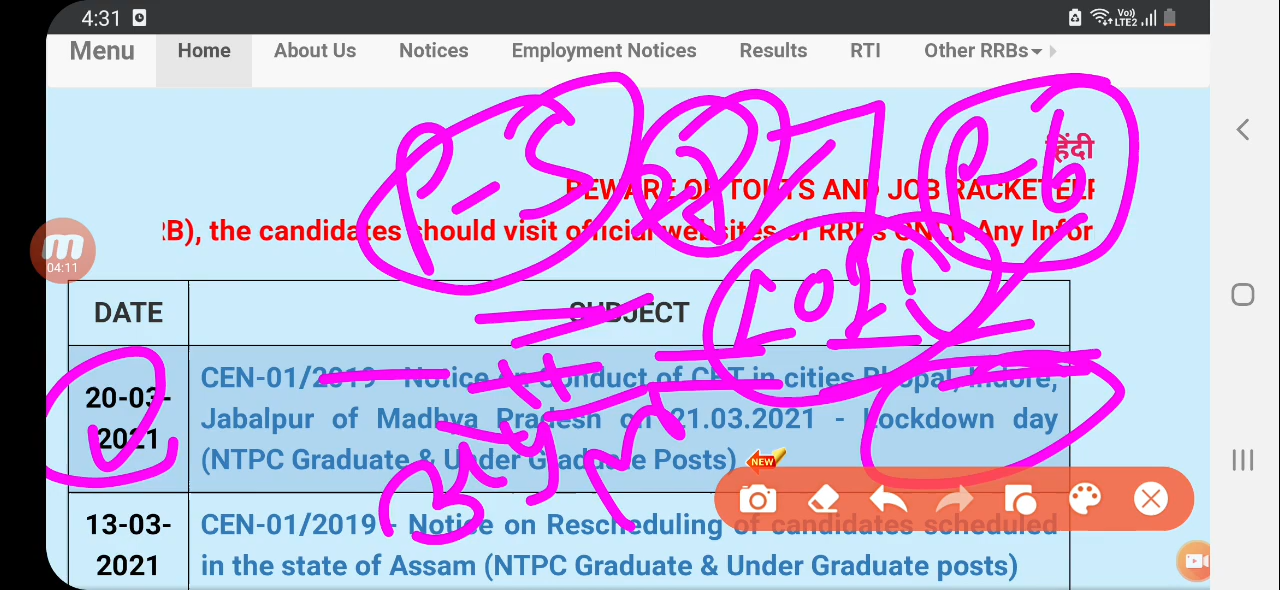 4:31
Vo)) LTE2
Menu Home About Us Notices Employment Notices Results RTI Other RRBs
हिंदी
BEWARE OF TOUTS AND JOB RACKETEER
RB), the candidates should visit official websites of RRBs ONLY. Any Infor
P-5 P-6
04:11
DATE SUBJECT
20-03-2021 CEN-01/2019 - Notice on Conduct of CBT in cities Bhopal, Indore,
Jabalpur of Madhya Pradesh on 21.03.2021 - Lockdown day
(NTPC Graduate & Under Graduate Posts) NEW
13-03-2021 CEN-01/2019 - Notice on Rescheduling of candidates scheduled
in the state of Assam (NTPC Graduate & Under Graduate posts)